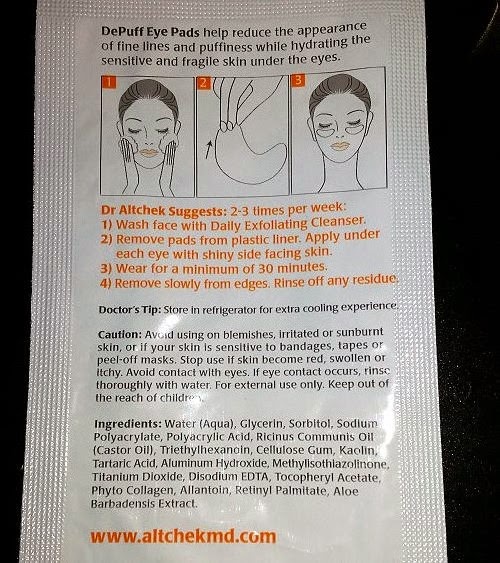 DePuff Eye Pads help reduce the appearance
of fine lines and puffiness while hydrating the
sensitive and fragile skin under the eyes.
1 2 3
Dr Altchek Suggests: 2-3 times per week:
1) Wash face with Daily Exfoliating Cleanser.
2) Remove pads from plastic liner. Apply under
each eye with shiny side facing skin.
3) Wear for a minimum of 30 minutes.
4) Remove slowly from edges. Rinse off any residue.
Doctor's Tip: Store in refrigerator for extra cooling experience.
Caution: Avoid using on blemishes, irritated or sunburnt
skin, or if your skin is sensitive to bandages, tapes or
peel-off masks. Stop use if skin become red, swollen or
itchy. Avoid contact with eyes. If eye contact occurs, rinse
thoroughly with water. For external use only. Keep out of
the reach of children.
Ingredients: Water (Aqua), Glycerin, Sorbitol, Sodium
Polyacrylate, Polyacrylic Acid, Ricinus Communis Oil
(Castor Oil), Triethylhexanoin, Cellulose Gum, Kaolin,
Tartaric Acid, Aluminum Hydroxide, Methylisothiazolinone,
Titanium Dioxide, Disodium EDTA, Tocopheryl Acetate,
Phyto Collagen, Allantoin, Retinyl Palmitate, Aloe
Barbadensis Extract.
www.altchekmd.com